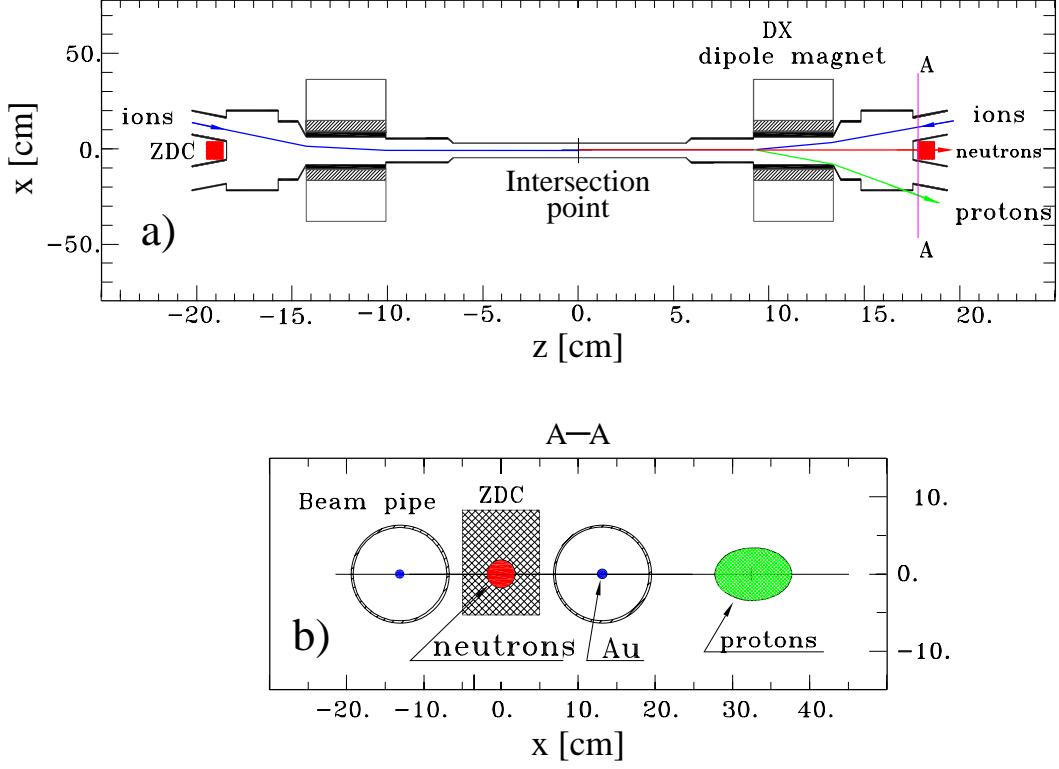 50.
0.
-50.
x [cm]
DX
dipole magnet
A
ions
ions
ZDC
neutrons
Intersection
point
protons
a)
A
-20.
-15.
-10.
-5.
0.
5.
10.
15.
20.
z [cm]
A—A
Beam pipe
ZDC
10.
0.
-10.
b)
neutrons
Au
protons
-20.
-10.
0.
10.
20.
30.
40.
x [cm]